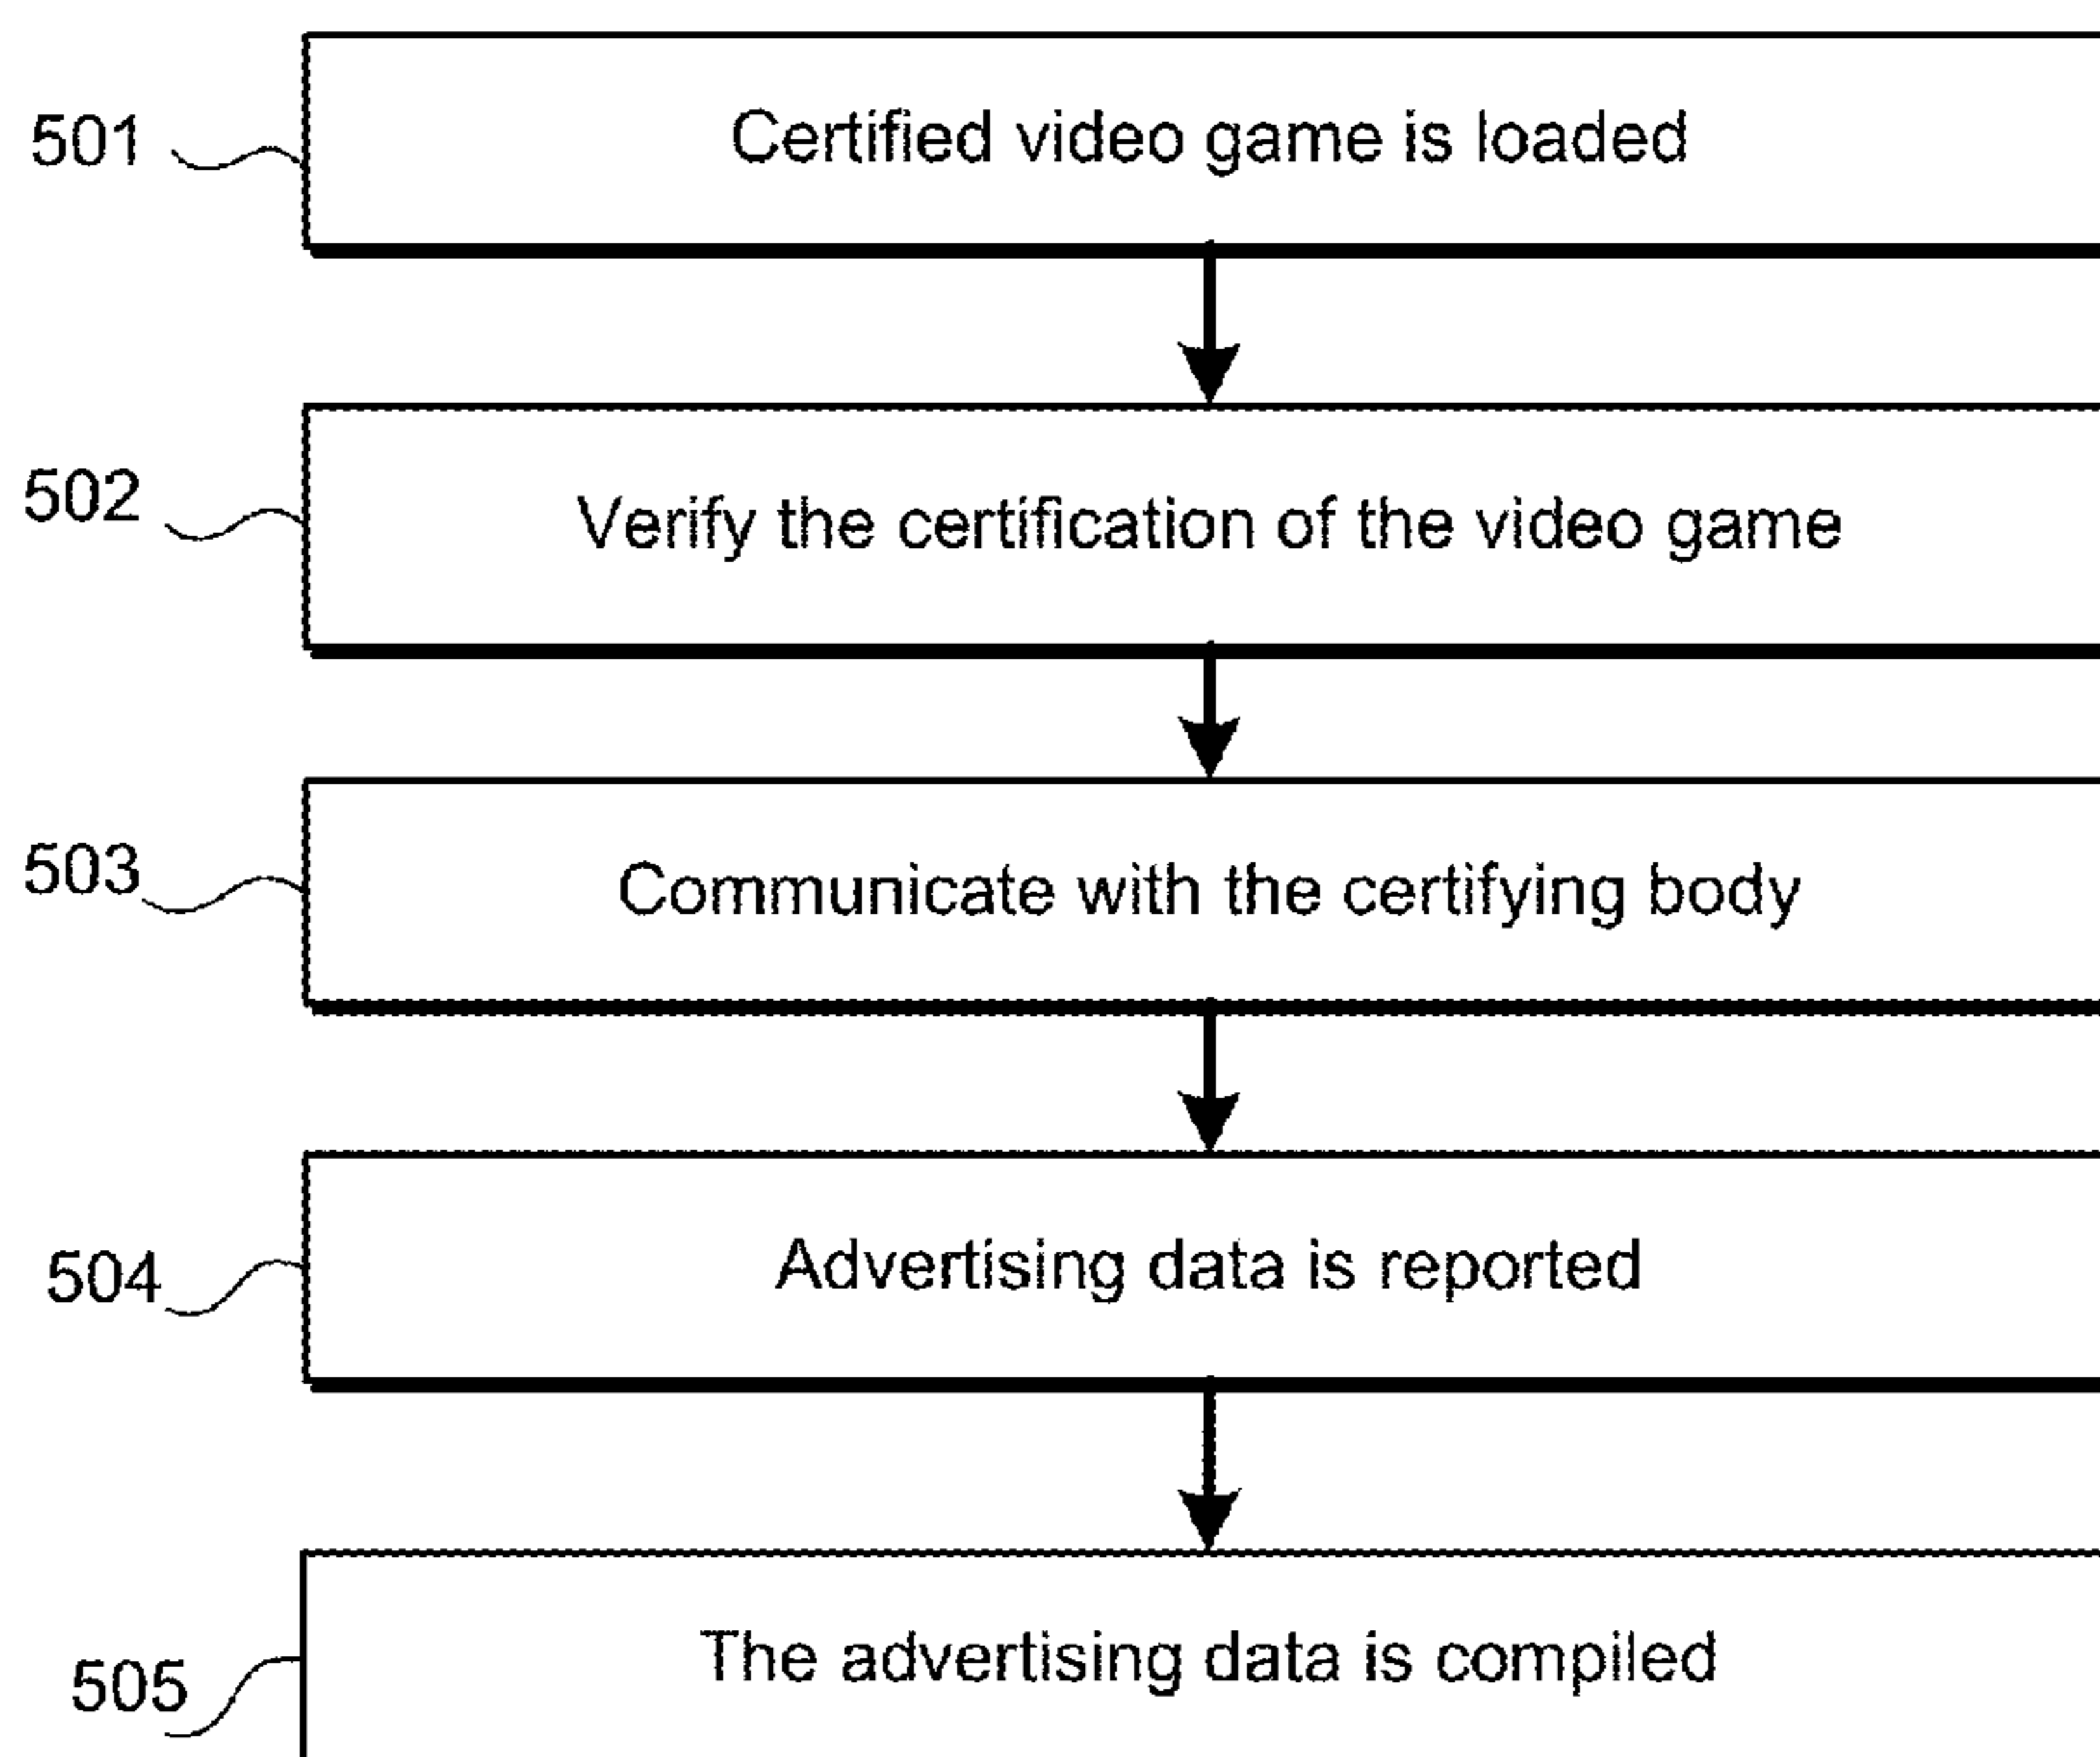 501
Certified video game is loaded
502
Verify the certification of the video game
503
Communicate with the certifying body
504
Advertising data is reported
505
The advertising data is compiled